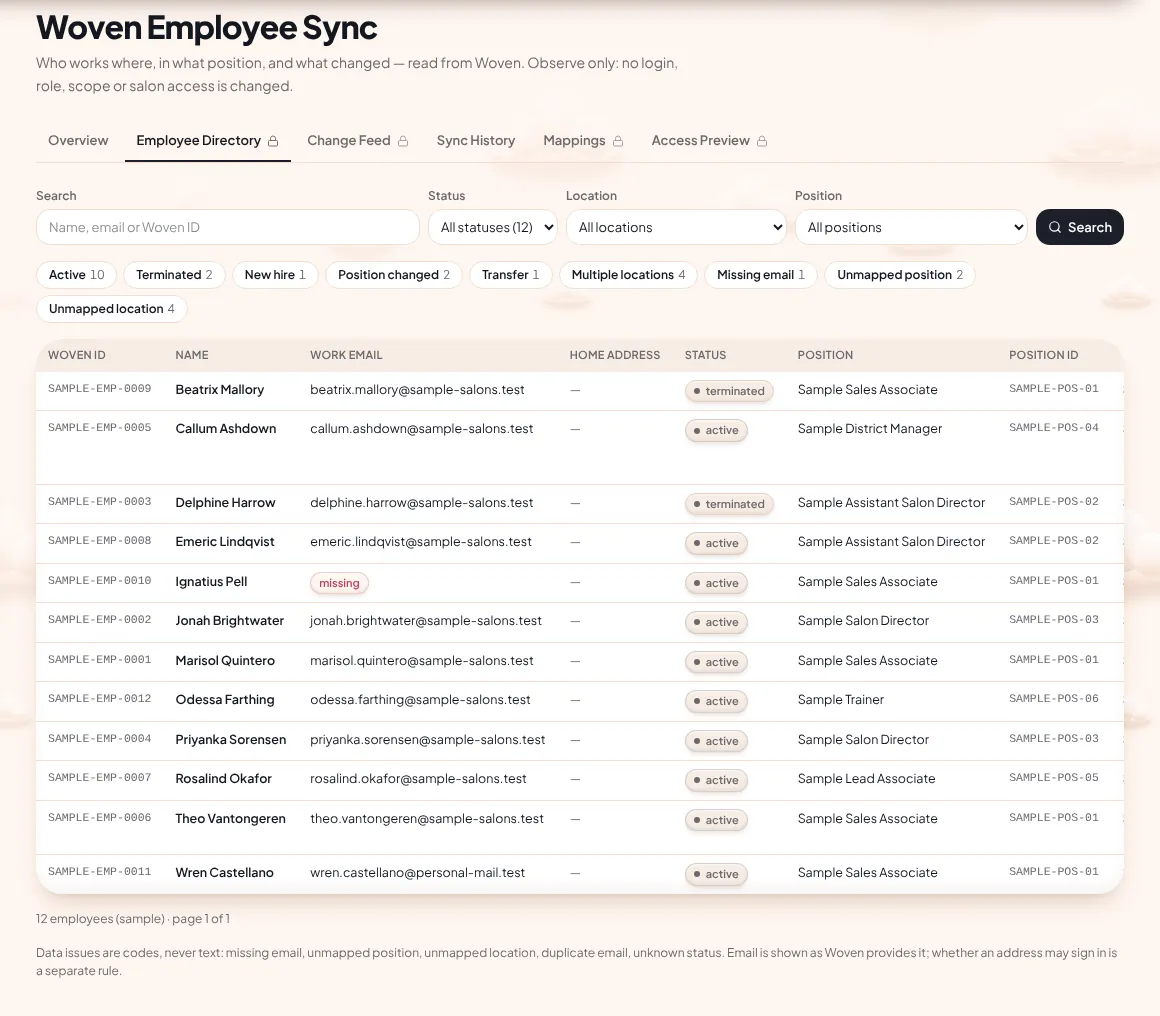 Woven Employee Sync
Who works where, in what position, and what changed — read from Woven. Observe only: no login,
role, scope or salon access is changed.
Overview Employee Directory Change Feed Sync History Mappings Access Preview
Search Status Location Position
Name, email or Woven ID All statuses (12) All locations All positions Search
Active 10 Terminated 2 New hire 1 Position changed 2 Transfer 1 Multiple locations 4 Missing email 1 Unmapped position 2
Unmapped location 4
WOVEN ID NAME WORK EMAIL HOME ADDRESS STATUS POSITION POSITION ID
SAMPLE-EMP-0009 Beatrix Mallory beatrix.mallory@sample-salons.test — terminated Sample Sales Associate SAMPLE-POS-01
SAMPLE-EMP-0005 Callum Ashdown callum.ashdown@sample-salons.test — active Sample District Manager SAMPLE-POS-04
SAMPLE-EMP-0003 Delphine Harrow delphine.harrow@sample-salons.test — terminated Sample Assistant Salon Director SAMPLE-POS-02
SAMPLE-EMP-0008 Emeric Lindqvist emeric.lindqvist@sample-salons.test — active Sample Assistant Salon Director SAMPLE-POS-02
SAMPLE-EMP-0010 Ignatius Pell missing — active Sample Sales Associate SAMPLE-POS-01
SAMPLE-EMP-0002 Jonah Brightwater jonah.brightwater@sample-salons.test — active Sample Salon Director SAMPLE-POS-03
SAMPLE-EMP-0001 Marisol Quintero marisol.quintero@sample-salons.test — active Sample Sales Associate SAMPLE-POS-01
SAMPLE-EMP-0012 Odessa Farthing odessa.farthing@sample-salons.test — active Sample Trainer SAMPLE-POS-06
SAMPLE-EMP-0004 Priyanka Sorensen priyanka.sorensen@sample-salons.test — active Sample Salon Director SAMPLE-POS-03
SAMPLE-EMP-0007 Rosalind Okafor rosalind.okafor@sample-salons.test — active Sample Lead Associate SAMPLE-POS-05
SAMPLE-EMP-0006 Theo Vantongeren theo.vantongeren@sample-salons.test — active Sample Sales Associate SAMPLE-POS-01
SAMPLE-EMP-0011 Wren Castellano wren.castellano@personal-mail.test — active Sample Sales Associate SAMPLE-POS-01
12 employees (sample) · page 1 of 1
Data issues are codes, never text: missing email, unmapped position, unmapped location, duplicate email, unknown status. Email is shown as Woven provides it; whether an address may sign in is
a separate rule.